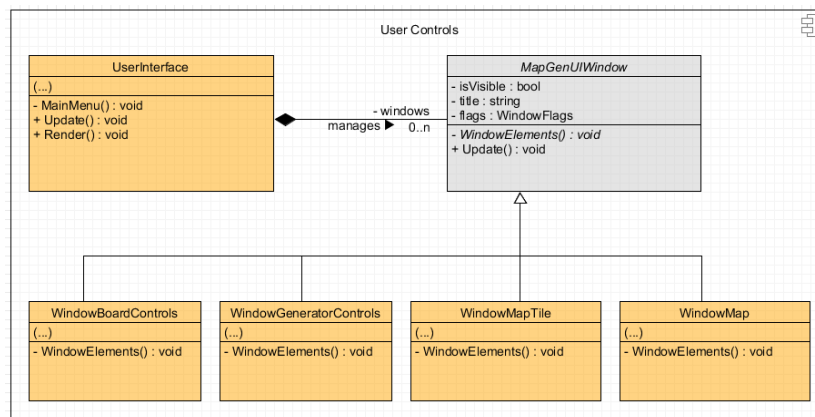 User Controls
UserInterface
(...)
- MainMenu() : void
+ Update() : void
+ Render() : void
- windows
manages
0..n
MapGenUIWindow
- isVisible : bool
- title : string
- flags : WindowFlags
- WindowElements() : void
+ Update() : void
WindowBoardControls
(...)
- WindowElements() : void
WindowGeneratorControls
(...)
- WindowElements() : void
WindowMapTile
(...)
- WindowElements() : void
WindowMap
(...)
- WindowElements() : void